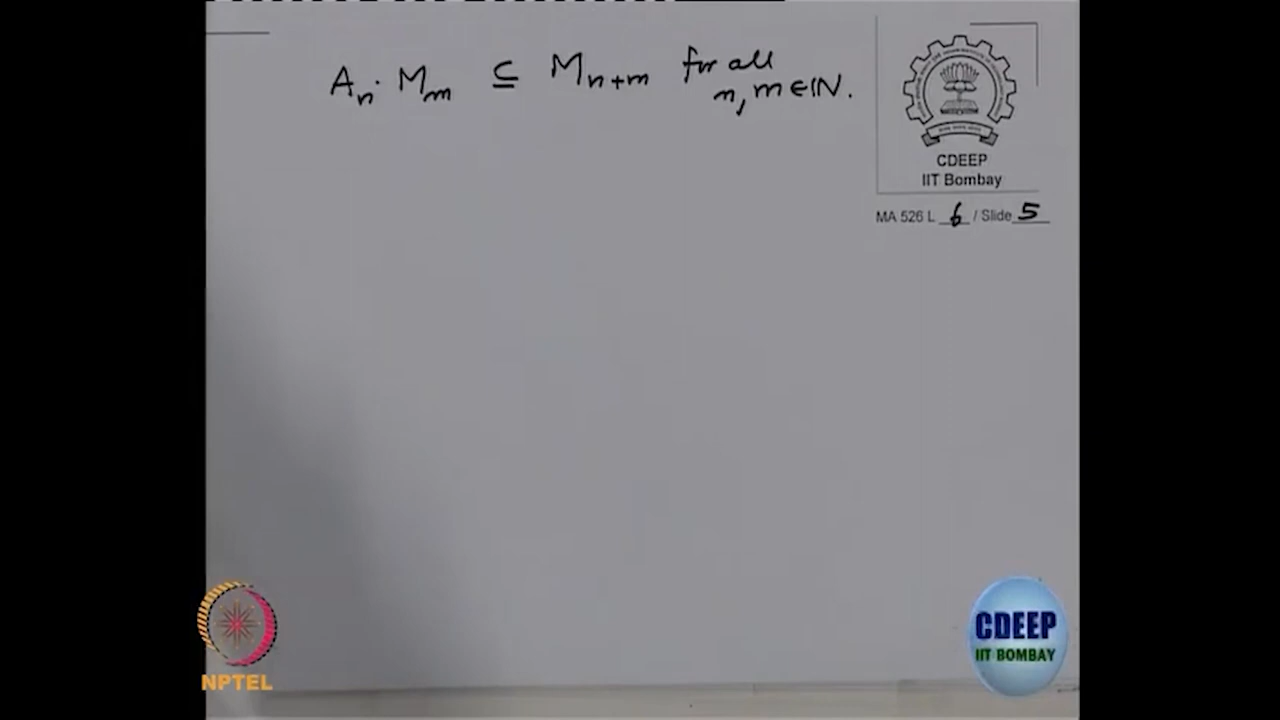 Aₙ · Mₘ ⊆ Mₙ₊ₘ for all
n, m ∈ ℕ.
CDEEP
IIT Bombay
MA 526 L 6 / Slide 5
NPTEL
CDEEP
IIT BOMBAY